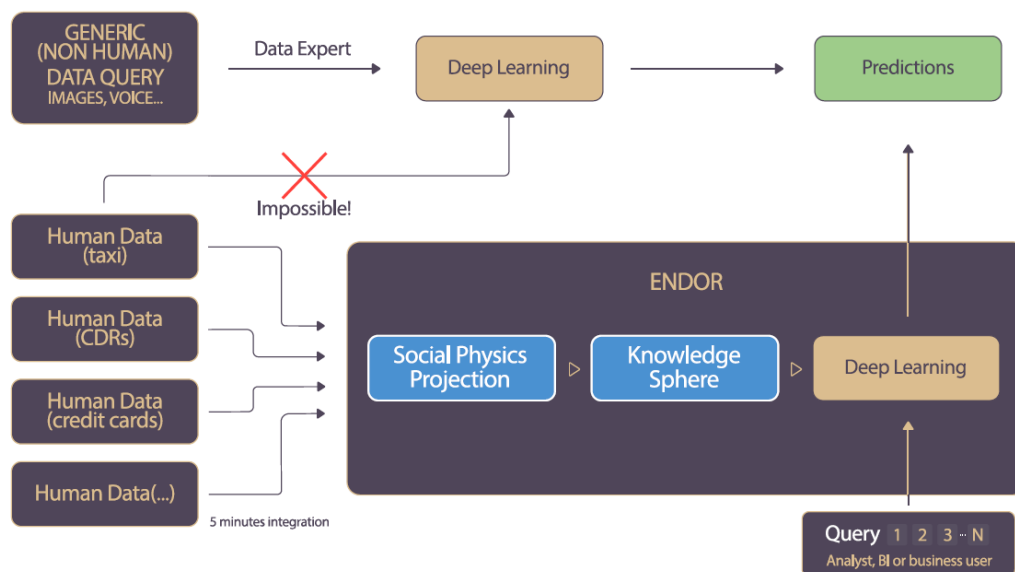 GENERIC
(NON HUMAN)
DATA QUERY
IMAGES, VOICE...
Data Expert
Deep Learning
Predictions
Impossible!
Human Data
(taxi)
Human Data
(CDRs)
Human Data
(credit cards)
Human Data(...)
5 minutes integration
ENDOR
Social Physics
Projection
Knowledge
Sphere
Deep Learning
Query 1 2 3 ... N
Analyst, BI or business user